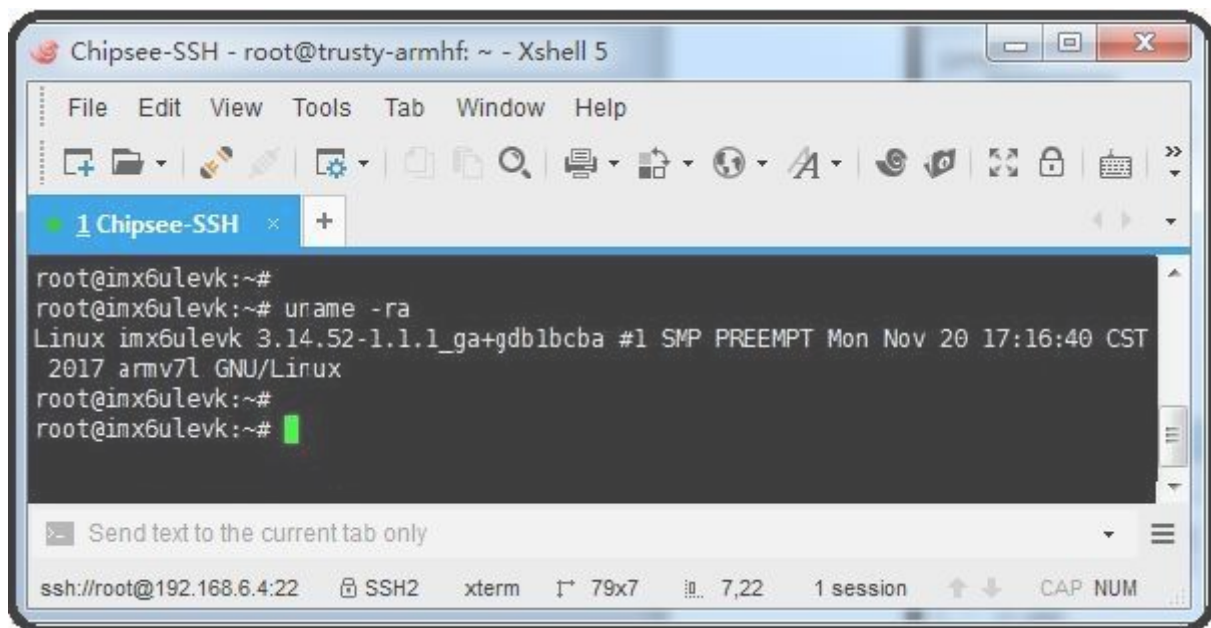 Chipsee-SSH - root@trusty-armhf: ~ - Xshell 5
File Edit View Tools Tab Window Help
1 Chipsee-SSH × +
root@imx6ulevk:~#
root@imx6ulevk:~# uname -ra
Linux imx6ulevk 3.14.52-1.1.1_ga+gdb1bcba #1 SMP PREEMPT Mon Nov 20 17:16:40 CST
2017 armv7l GNU/Linux
root@imx6ulevk:~#
root@imx6ulevk:~#
Send text to the current tab only
ssh://root@192.168.6.4:22 SSH2 xterm 79x7 7,22 1 session CAP NUM